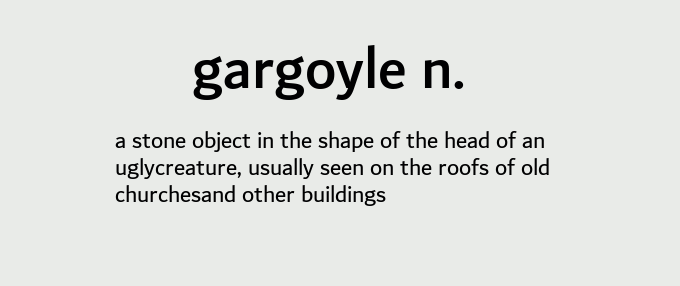 gargoyle n.
a stone object in the shape of the head of an
uglycreature, usually seen on the roofs of old
churchesand other buildings